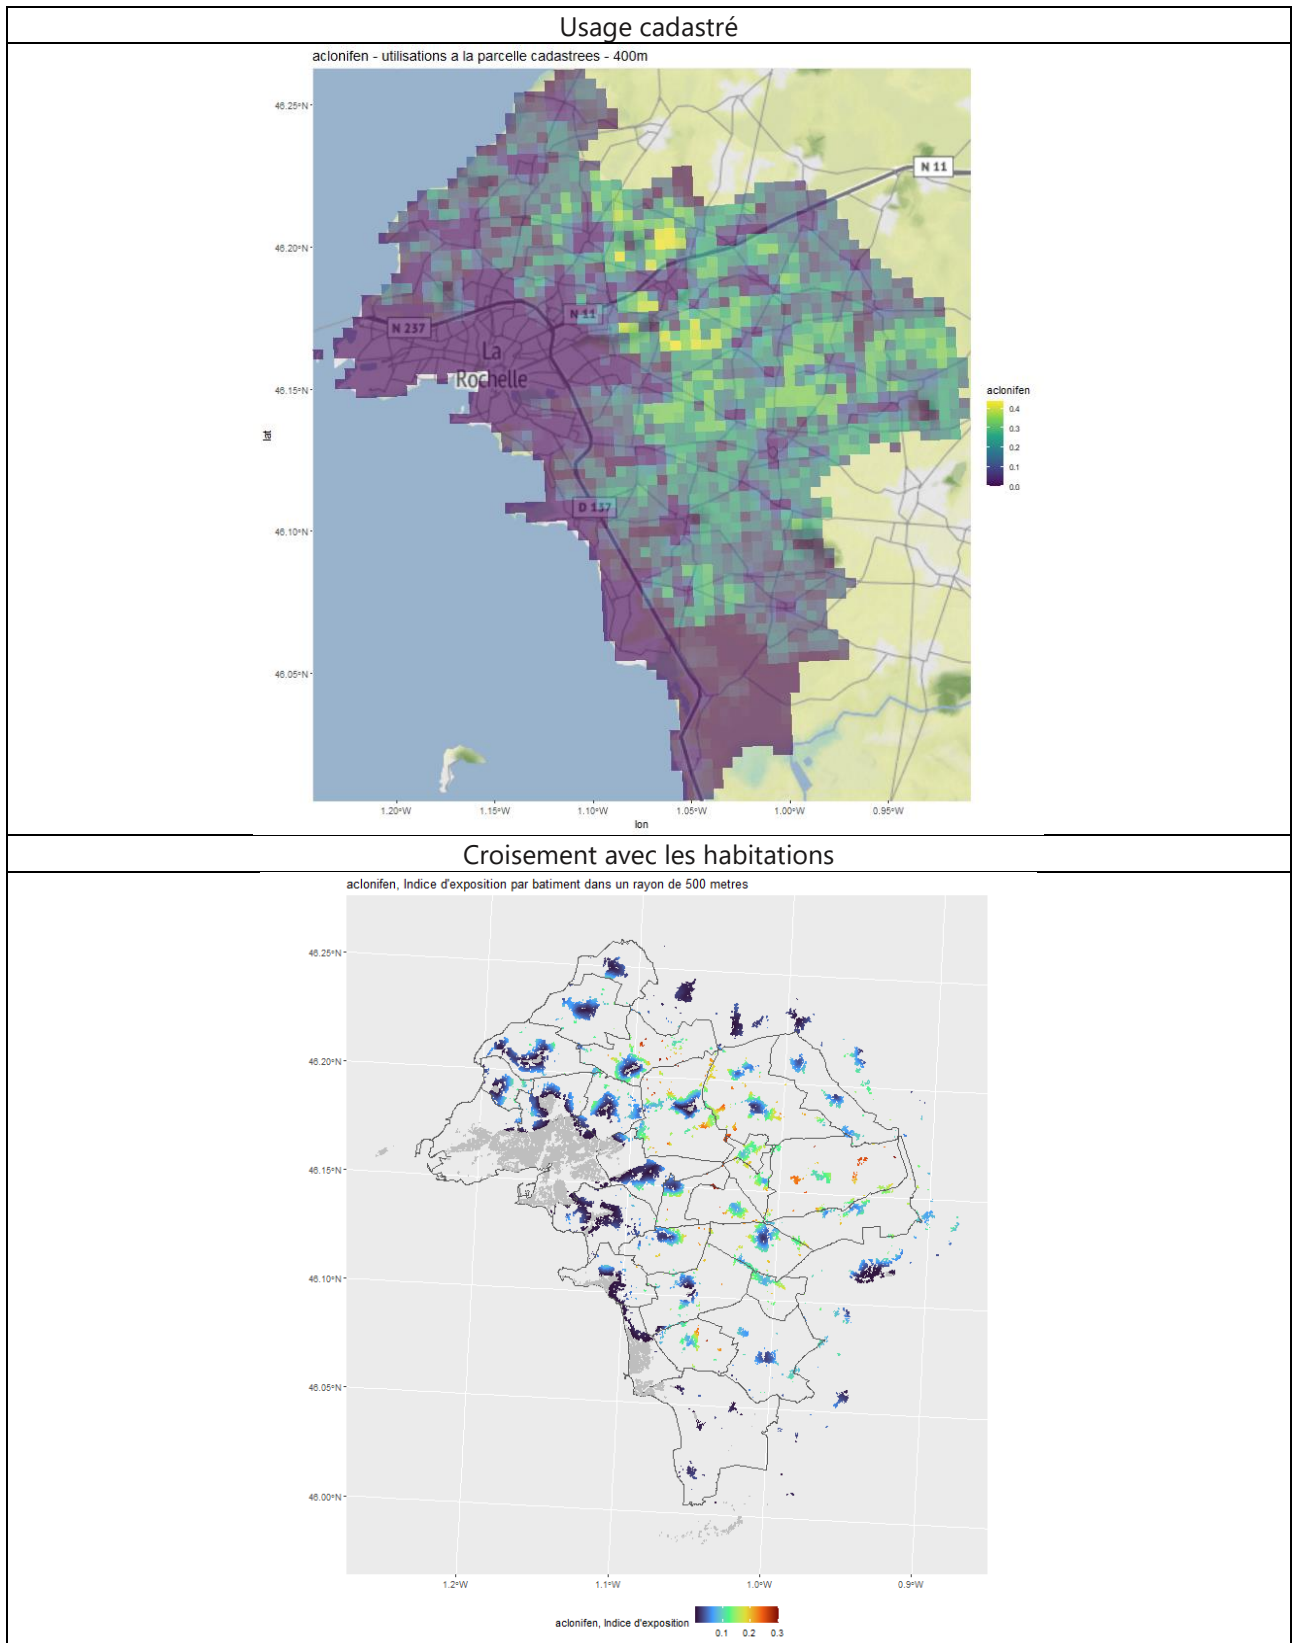 Usage cadastré
aclonifen - utilisations a la parcelle cadastrees - 400m
46.25°N
46.20°N
46.15°N
46.10°N
46.05°N
lat
N 11
N 11
N 237
La
Rochelle
D 137
aclonifen
0.4
0.3
0.2
0.1
0.0
1.20°W 1.15°W 1.10°W 1.05°W 1.00°W 0.95°W
lon
Croisement avec les habitations
aclonifen, Indice d'exposition par batiment dans un rayon de 500 metres
46.25°N
46.20°N
46.15°N
46.10°N
46.05°N
46.00°N
1.2°W 1.1°W 1.0°W 0.9°W
aclonifen, Indice d'exposition
0.1 0.2 0.3